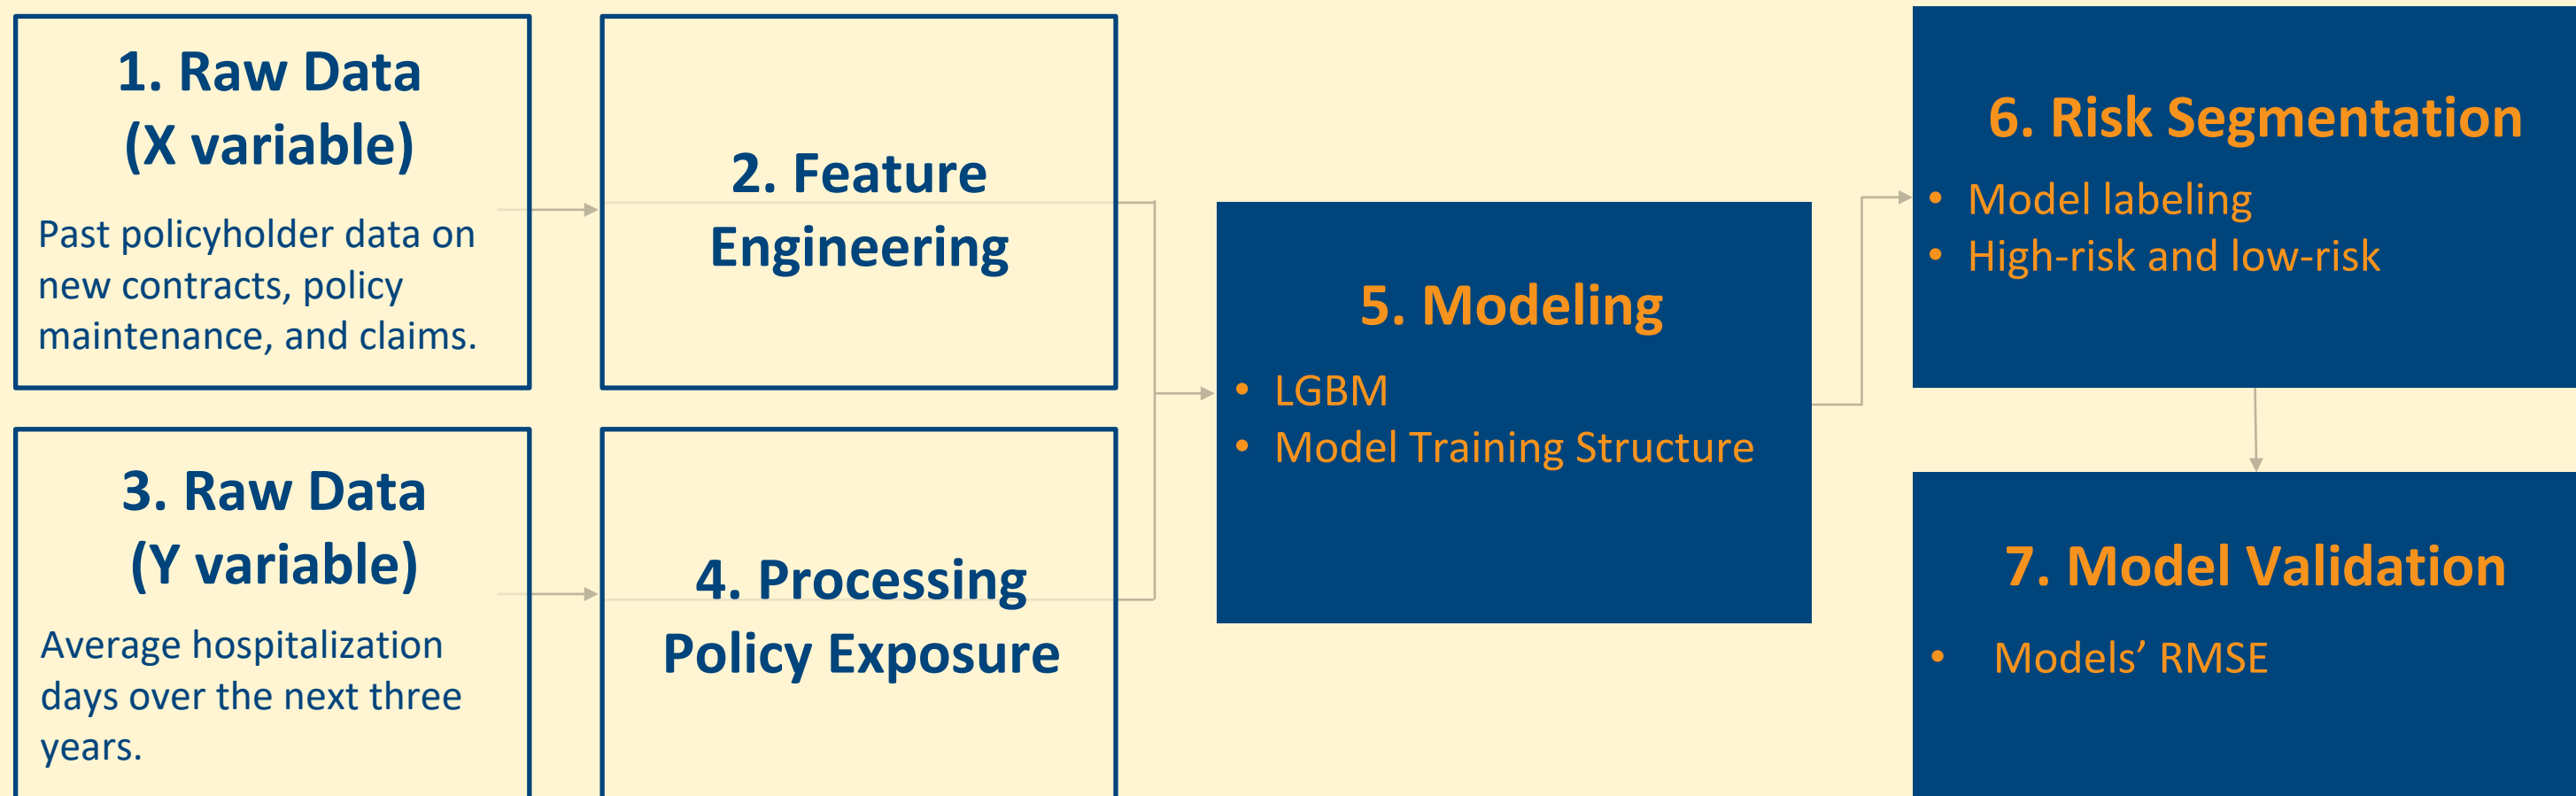 1. Raw Data
(X variable)
Past policyholder data on
new contracts, policy
maintenance, and claims.
2. Feature
Engineering
3. Raw Data
(Y variable)
Average hospitalization
days over the next three
years.
4. Processing
Policy Exposure
5. Modeling
• LGBM
• Model Training Structure
6. Risk Segmentation
• Model labeling
• High-risk and low-risk
7. Model Validation
• Models’ RMSE